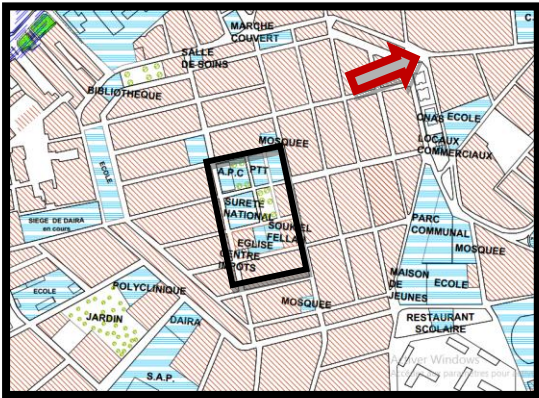 MARCHE
COUVERT
C.
SALLE
DE SOINS
BIBLIOTHEQUE
CNAS ECOLE
MOSQUEE
LOCAUX
COMMERCIAUX
ECOLE
A.P.C PTT
SURETE
NATIONAL
SIEGE DE DAIRA
en cours
SOUK EL
FELLAH
PARC
COMMUNAL
EGLISE
MOSQUEE
CENTRE
IMPOTS
MAISON
DE
JEUNES
ECOLE
ECOLE
POLYCLINIQUE
MOSQUEE
JARDIN
DAIRA
RESTAURANT
SCOLAIRE
S.A.P.
Activer Windows